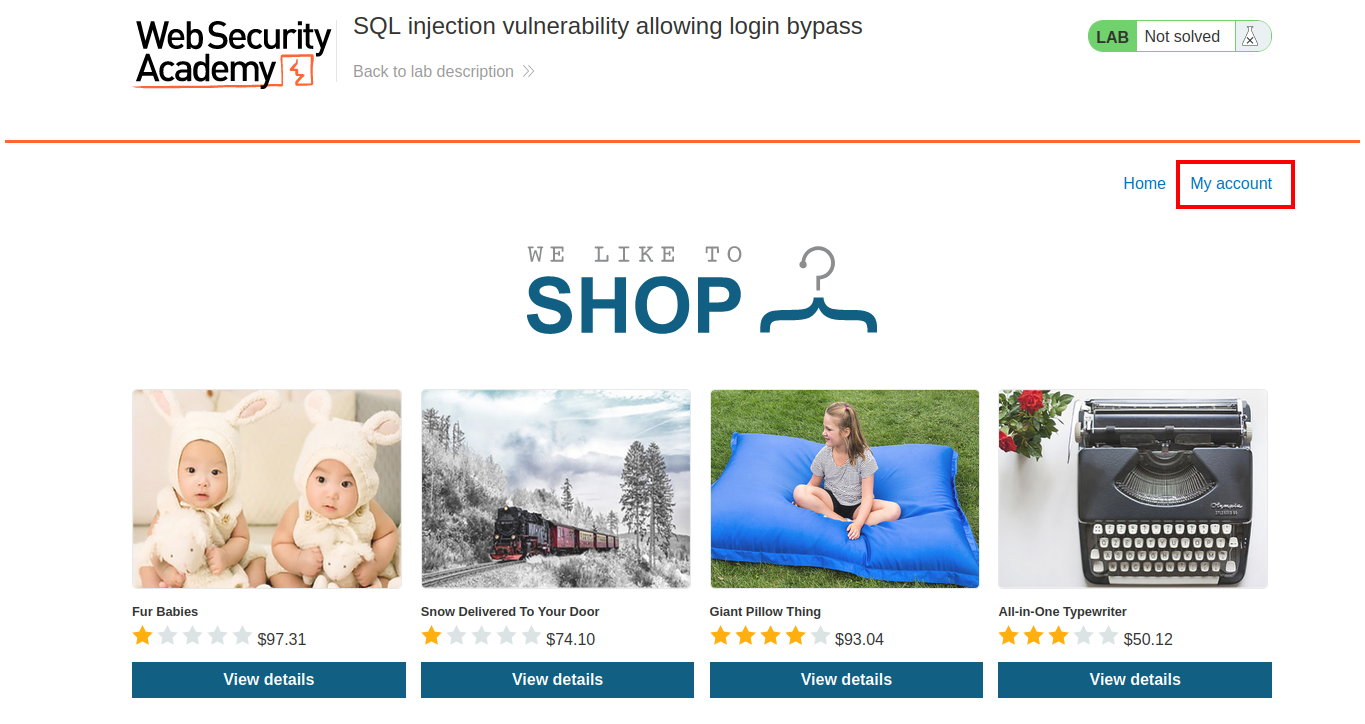 Web Security
Academy
SQL injection vulnerability allowing login bypass
Back to lab description
LAB Not solved
Home My account
WE LIKE TO
SHOP
Fur Babies
$97.31
View details
Snow Delivered To Your Door
$74.10
View details
Giant Pillow Thing
$93.04
View details
Olympia
All-in-One Typewriter
$50.12
View details